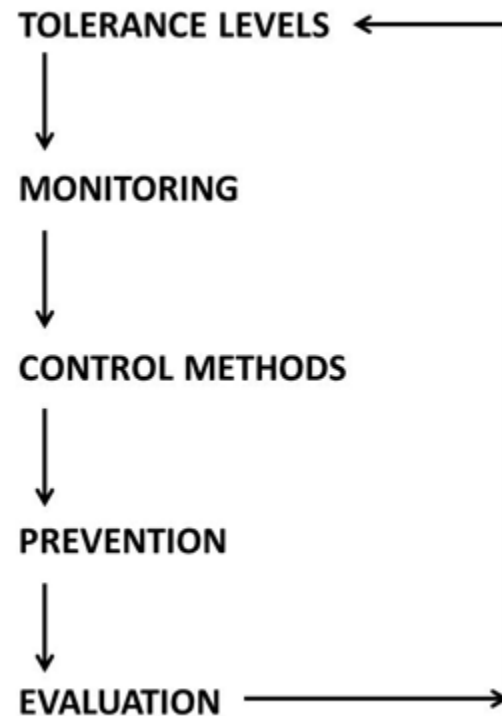 TOLERANCE LEVELS
MONITORING
CONTROL METHODS
PREVENTION
EVALUATION